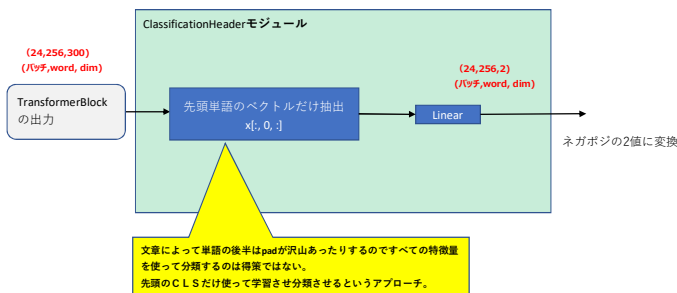 ClassificationHeaderモジュール
(24,256,300)
(バッチ,word, dim)
TransformerBlock
の出力
先頭単語のベクトルだけ抽出
x[:, 0, :]
(24,256,2)
(バッチ,word, dim)
Linear
ネガポジの2値に変換
文章によって単語の後半はpadが沢山あったりするのですべての特徴量
を使って分類するのは得策ではない。
先頭のＣＬＳだけ使って学習させ分類させるというアプローチ。